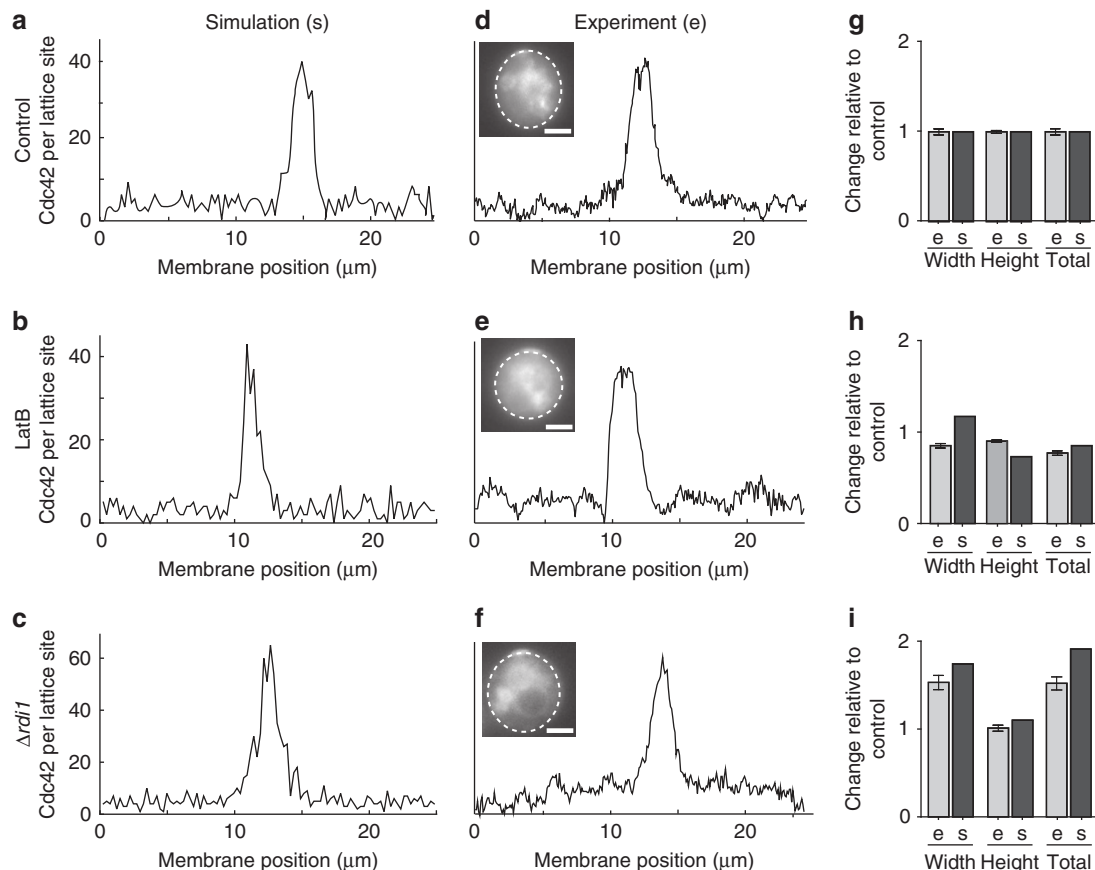 a
Simulation (s)
Control
Cdc42 per lattice site
40
20
0
0
10
20
Membrane position (μm)
d
Experiment (e)
0
10
20
Membrane position (μm)
g
Change relative to
control
2
1
0
e s e s e s
Width Height Total
b
LatB
Cdc42 per lattice site
40
20
0
0
10
20
Membrane position (μm)
e
0
10
20
Membrane position (μm)
h
Change relative to
control
2
1
0
e s e s e s
Width Height Total
c
Δrdi1
Cdc42 per lattice site
60
40
20
0
0
10
20
Membrane position (μm)
f
0
10
20
Membrane position (μm)
i
Change relative to
control
2
1
0
e s e s e s
Width Height Total